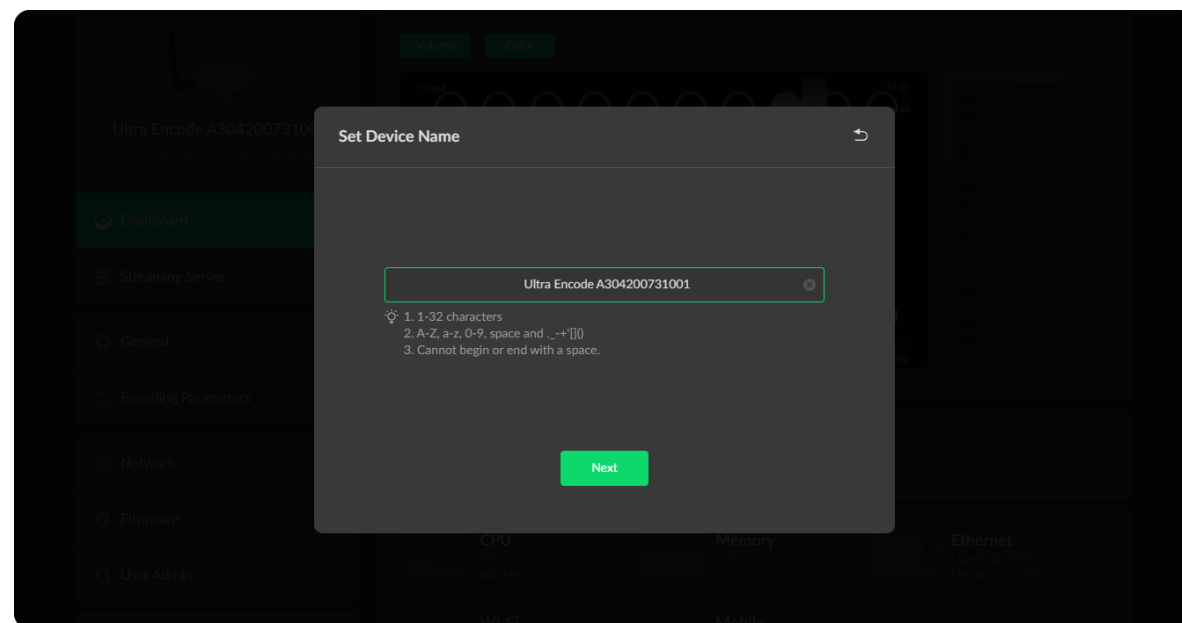 Volume
Color
1.mp4
Ultra Encode A30420073100
Set Device Name
Dashboard
Streaming Server
Ultra Encode A304200731001
1. 1-32 characters
2. A-Z, a-z, 0-9, space and ._-+'[]()
3. Cannot begin or end with a space.
General
Encoding Parameters
Next
Network
Firmware
CPU
Memory
Ethernet
User Admin
Wi-Fi
Mobile